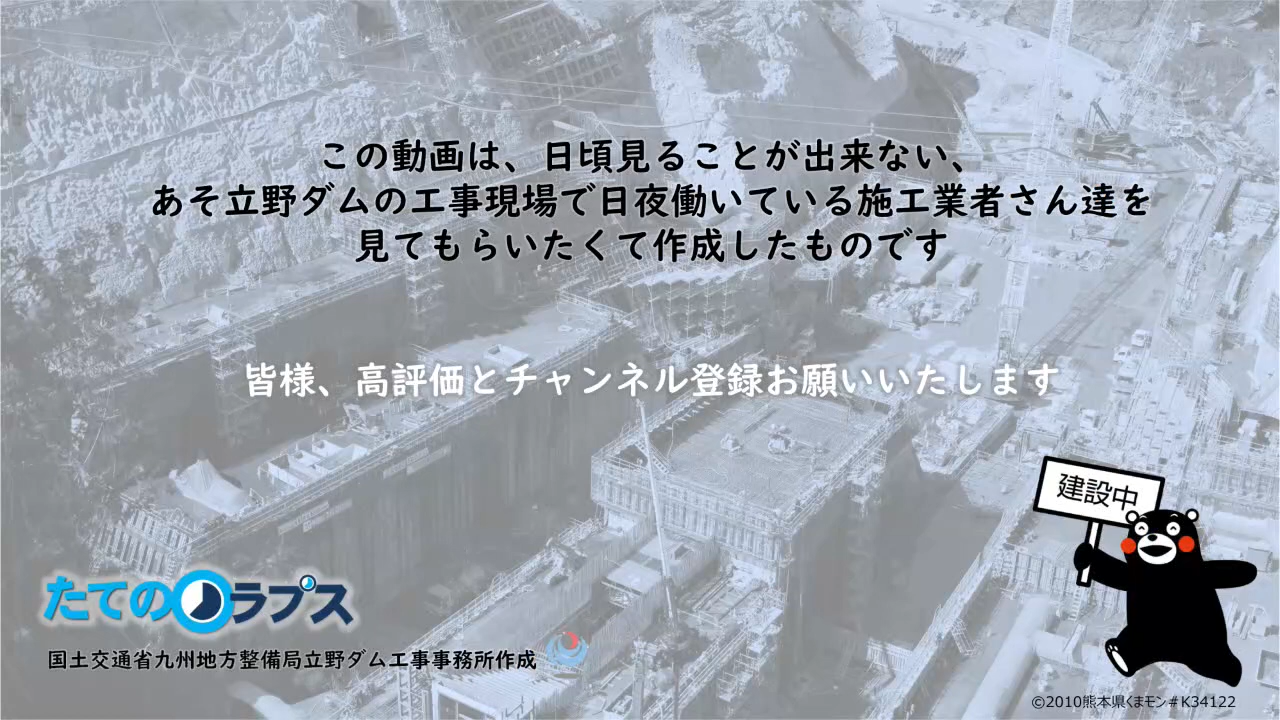 この動画は、日頃見ることが出来ない、
あそ立野ダムの工事現場で日夜働いている施工業者さん達を
見てもらいたくて作成したものです
皆様、高評価とチャンネル登録お願いいたします
建設中
たてのラプス
国土交通省九州地方整備局立野ダム工事事務所作成
©2010熊本県くまモン#K34122